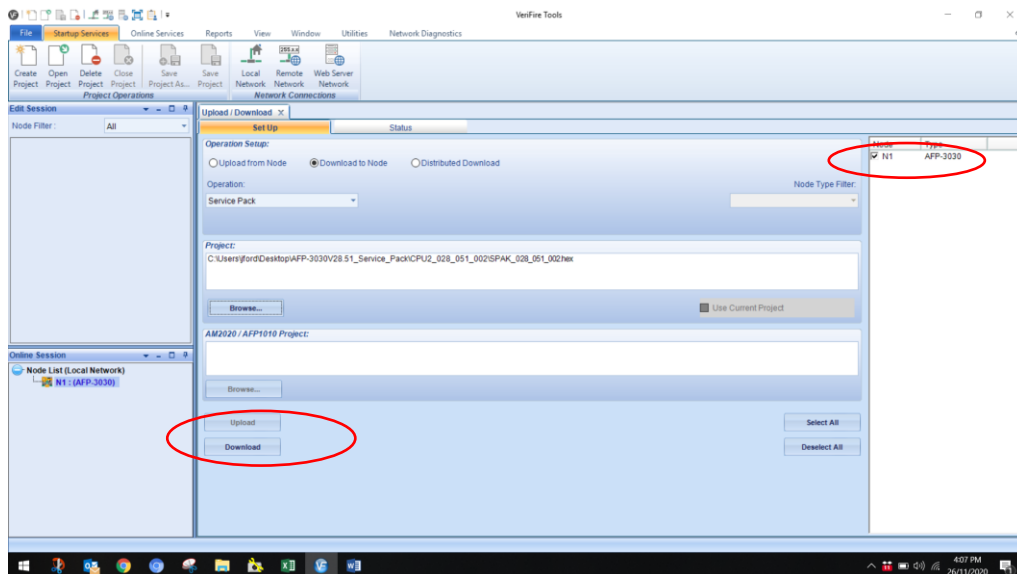 VeriFire Tools
File Startup Services Online Services Reports View Window Utilities Network Diagnostics
Create Project Open Project Delete Project Close Project Save Project As... Save Project Local Network Remote Network Web Server Network
Project Operations Network Connections
Edit Session
Node Filter : All
Upload / Download X
Set Up Status
Operation Setup:
Upload from Node Download to Node Distributed Download
Operation: Node Type Filter:
Service Pack
Project:
C:\Users\jford\Desktop\AFP-3030V28.51_Service_Pack\CPU2_028_051_002\SPAK_028_051_002.hex
Browse... Use Current Project
AM2020 / AFP1010 Project:
Browse...
Upload Select All
Download Deselect All
Node Type
N1 AFP-3030
Online Session
Node List (Local Network)
N1 : (AFP-3030)
4:07 PM
26/11/2020